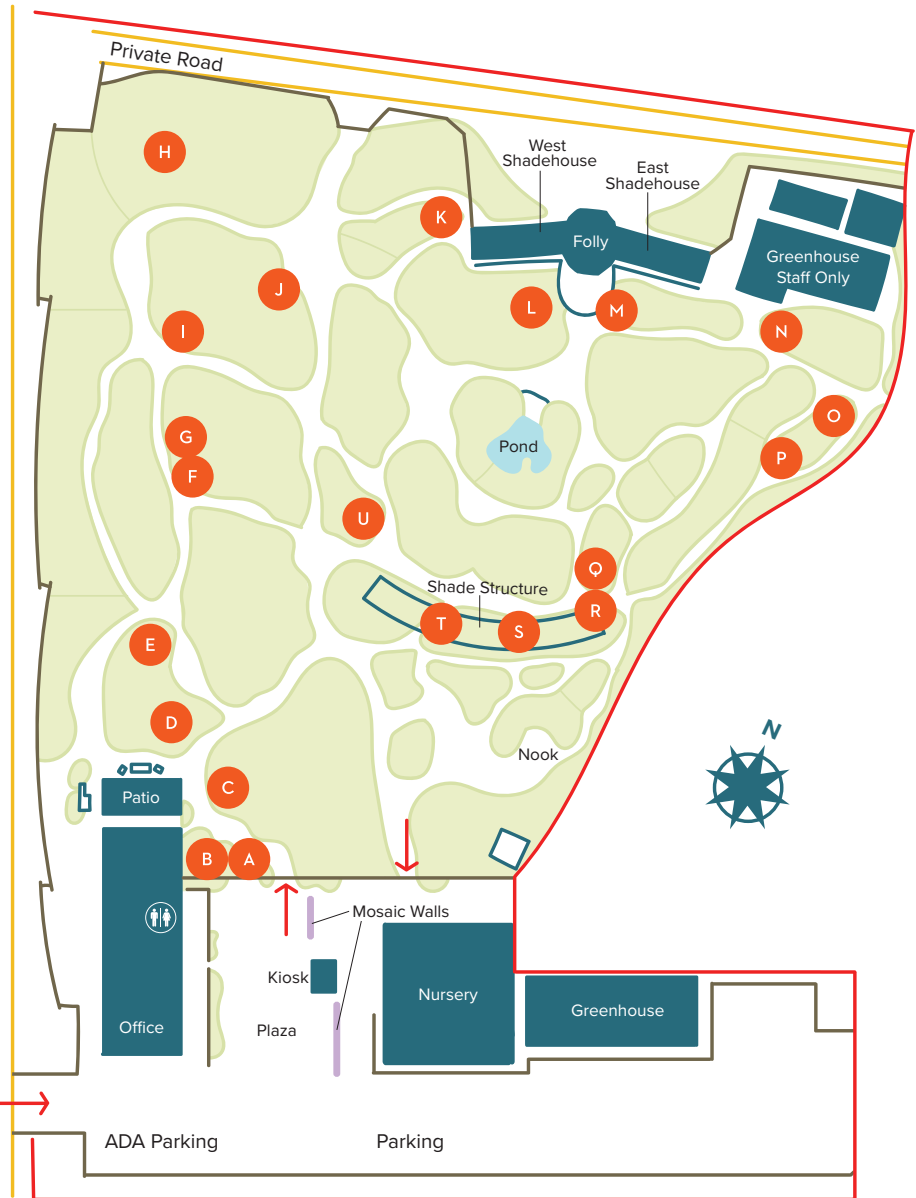 Private Road
H
West
Shadehouse
East
Shadehouse
K
Folly
Greenhouse
Staff Only
J
L
M
I
N
O
G
Pond
P
F
U
Q
Shade Structure
R
T
S
E
D
N
Nook
C
Patio
B
A
Mosaic Walls
Kiosk
Nursery
Greenhouse
Office
Plaza
ADA Parking
Parking